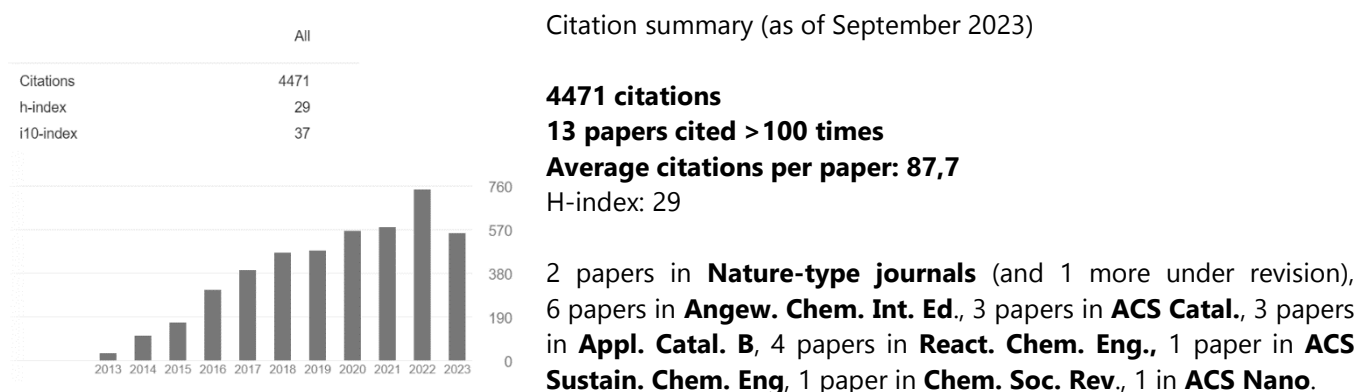 All
Citations 4471
h-index 29
i10-index 37
760
570
380
190
0
2013 2014 2015 2016 2017 2018 2019 2020 2021 2022 2023
Citation summary (as of September 2023)
4471 citations
13 papers cited >100 times
Average citations per paper: 87,7
H-index: 29
2 papers in Nature-type journals (and 1 more under revision),
6 papers in Angew. Chem. Int. Ed., 3 papers in ACS Catal., 3 papers
in Appl. Catal. B, 4 papers in React. Chem. Eng., 1 paper in ACS
Sustain. Chem. Eng, 1 paper in Chem. Soc. Rev., 1 in ACS Nano.